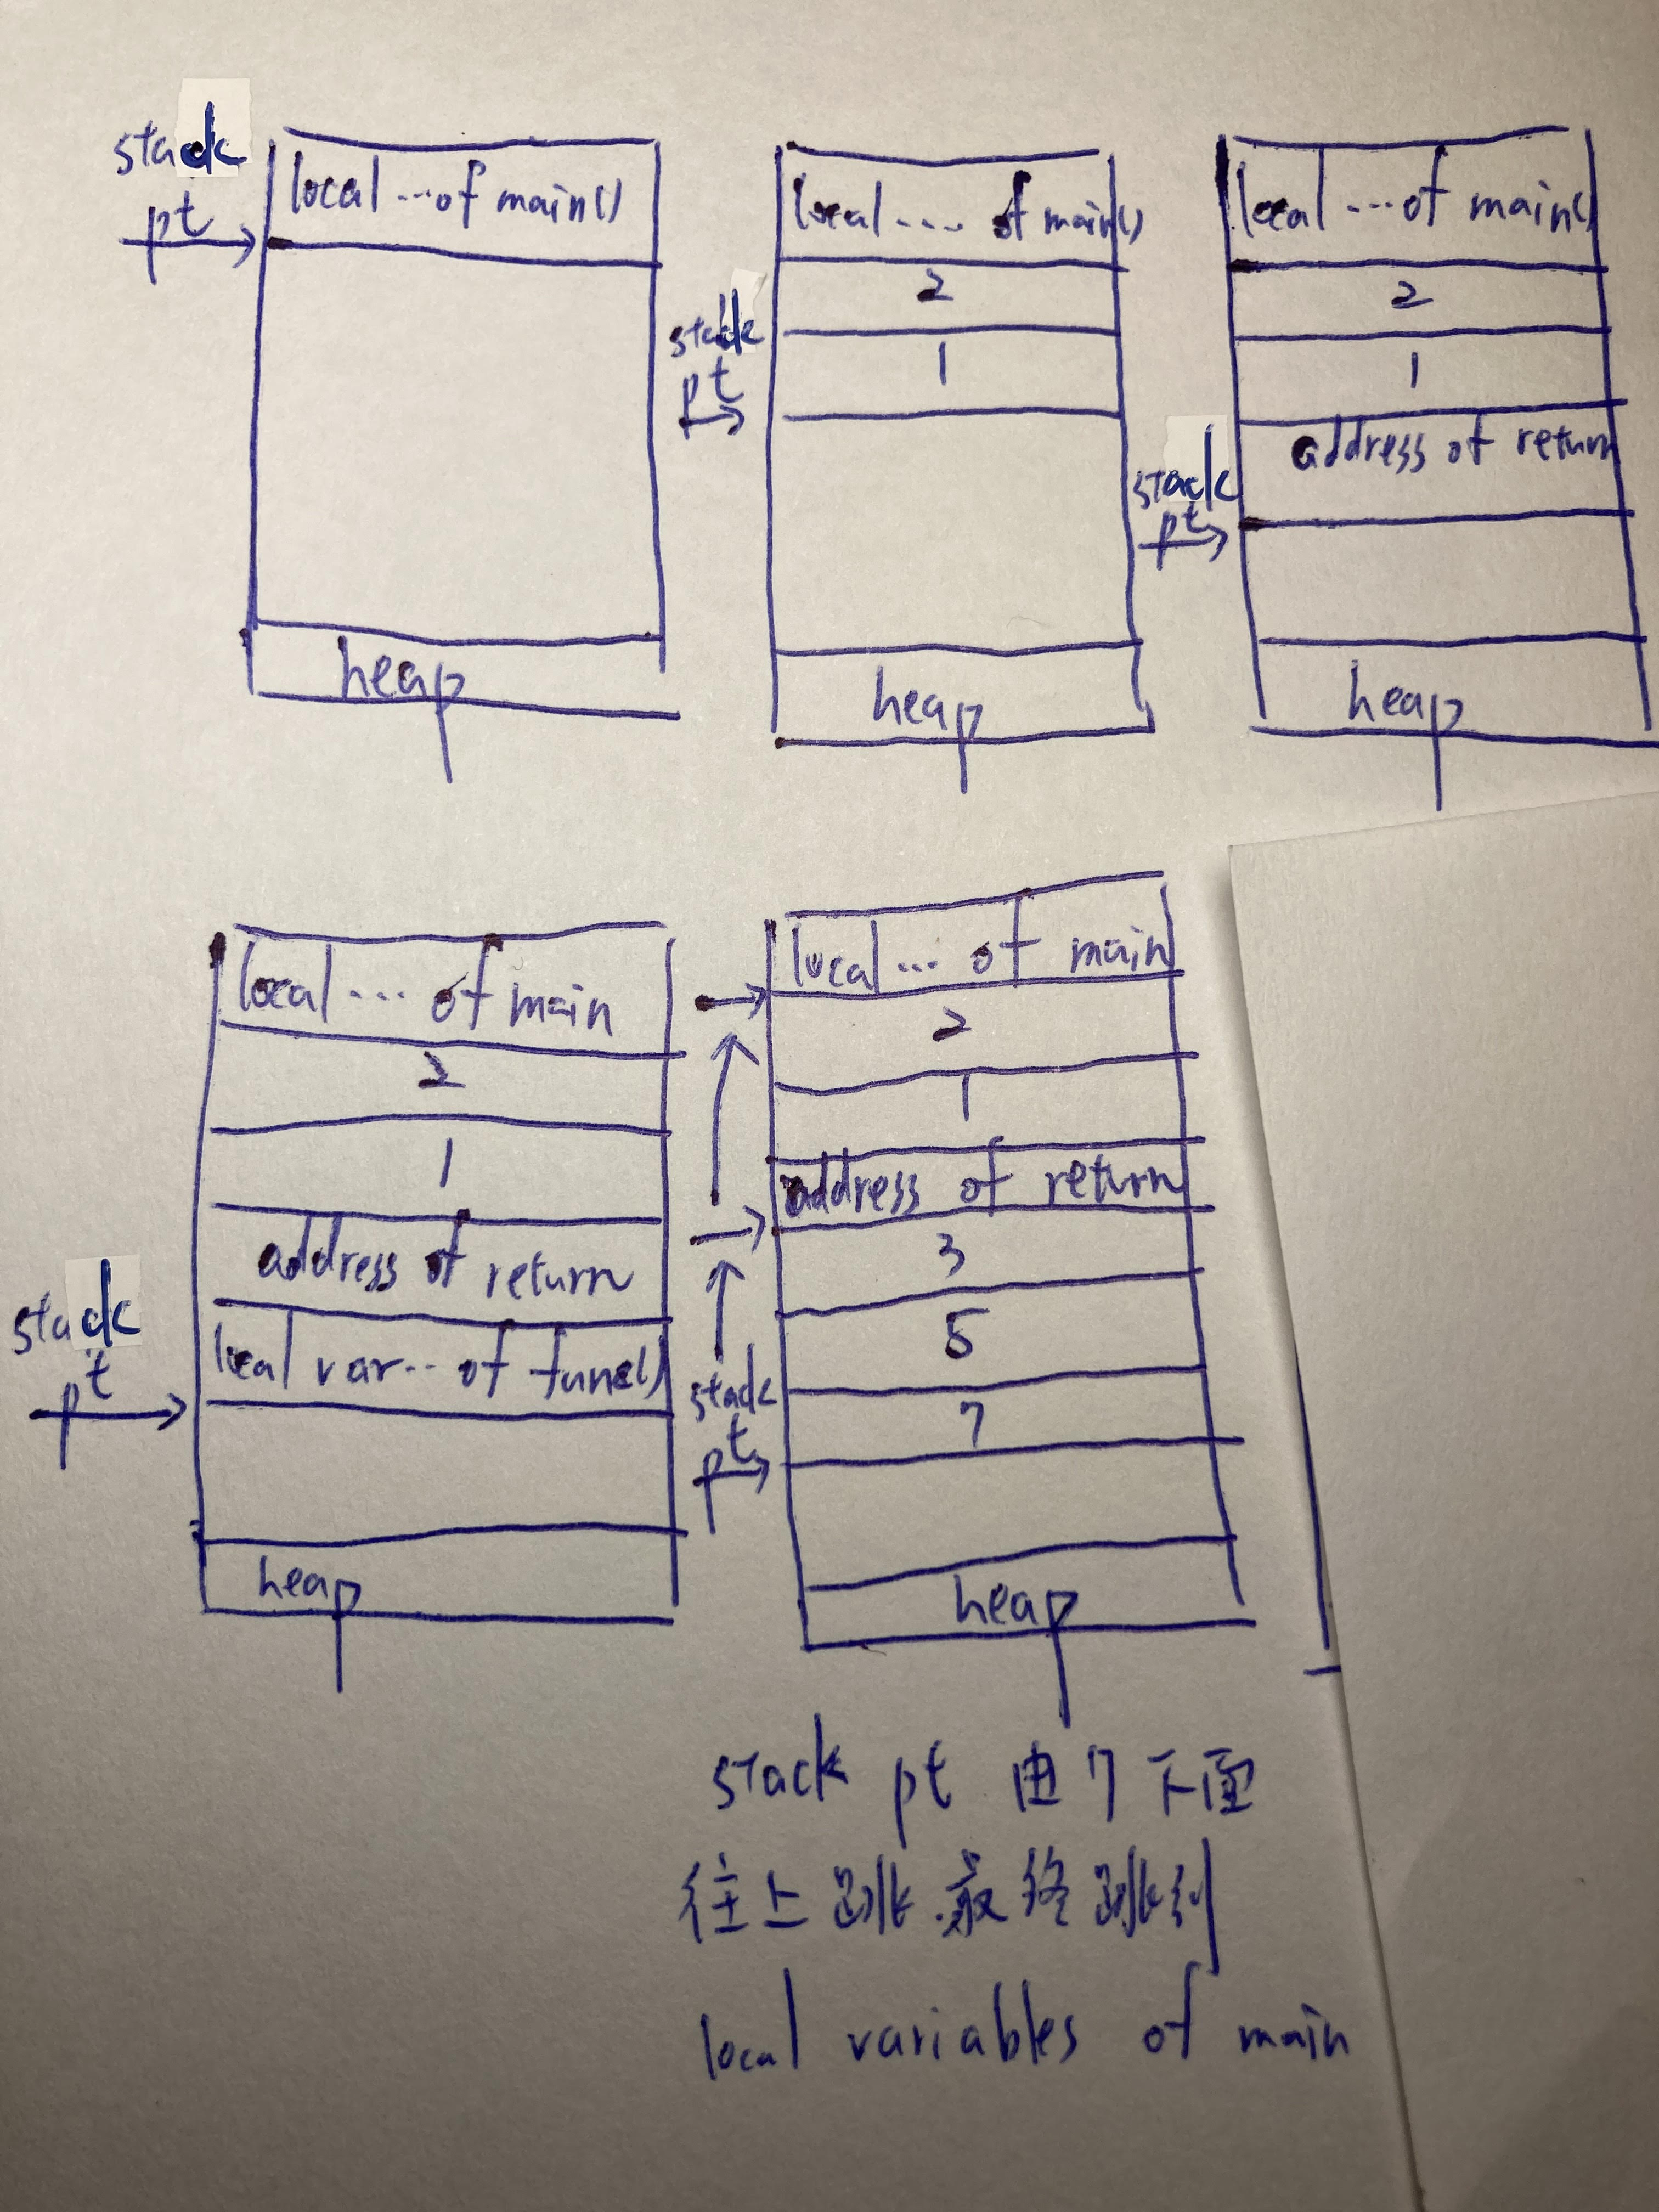 stack
pt
local ... of main()
heap
stack
pt
local .... of main()
2
1
heap
stack
pt
local ... of main()
2
1
address of return
heap
stack
pt
local ... of main
2
1
address of return
local var.. of func()
heap
stack
pt
local ... of main
2
1
address of return
3
5
7
heap
stack pt 由7下面
往上跳.最终跳到
local variables of main